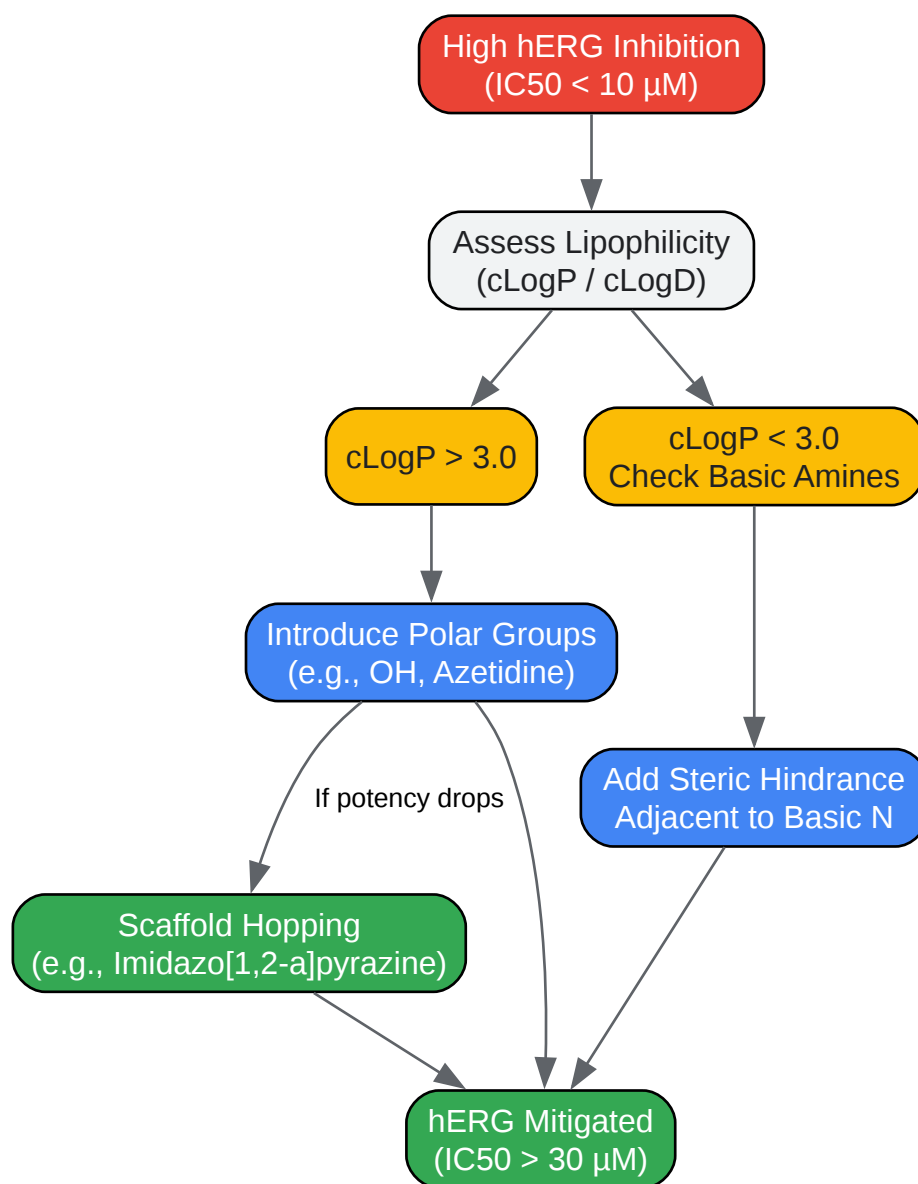 High hERG Inhibition
(IC50 < 10 µM)
Assess Lipophilicity
(cLogP / cLogD)
cLogP > 3.0
cLogP < 3.0
Check Basic Amines
Introduce Polar Groups
(e.g., OH, Azetidine)
If potency drops
Add Steric Hindrance
Adjacent to Basic N
Scaffold Hopping
(e.g., Imidazo[1,2-a]pyrazine)
hERG Mitigated
(IC50 > 30 µM)